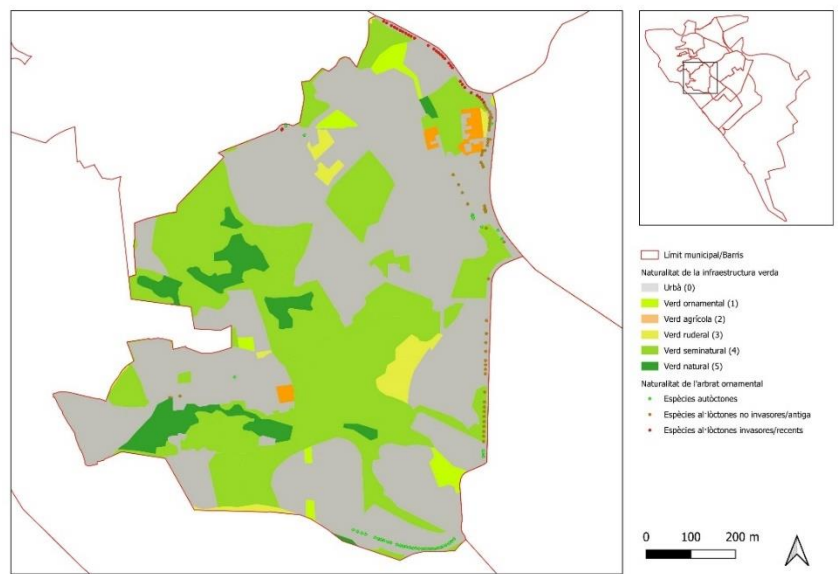 Límit municipal/Barris
Naturalitat de la infraestructura verda
Urbà (0)
Verd ornamental (1)
Verd agrícola (2)
Verd ruderal (3)
Verd seminatural (4)
Verd natural (5)
Naturalitat de l'arbrat ornamental
Espècies autòctones
Espècies al·lòctones no invasores/antiga
Espècies al·lòctones invasores/recents
0 100 200 m